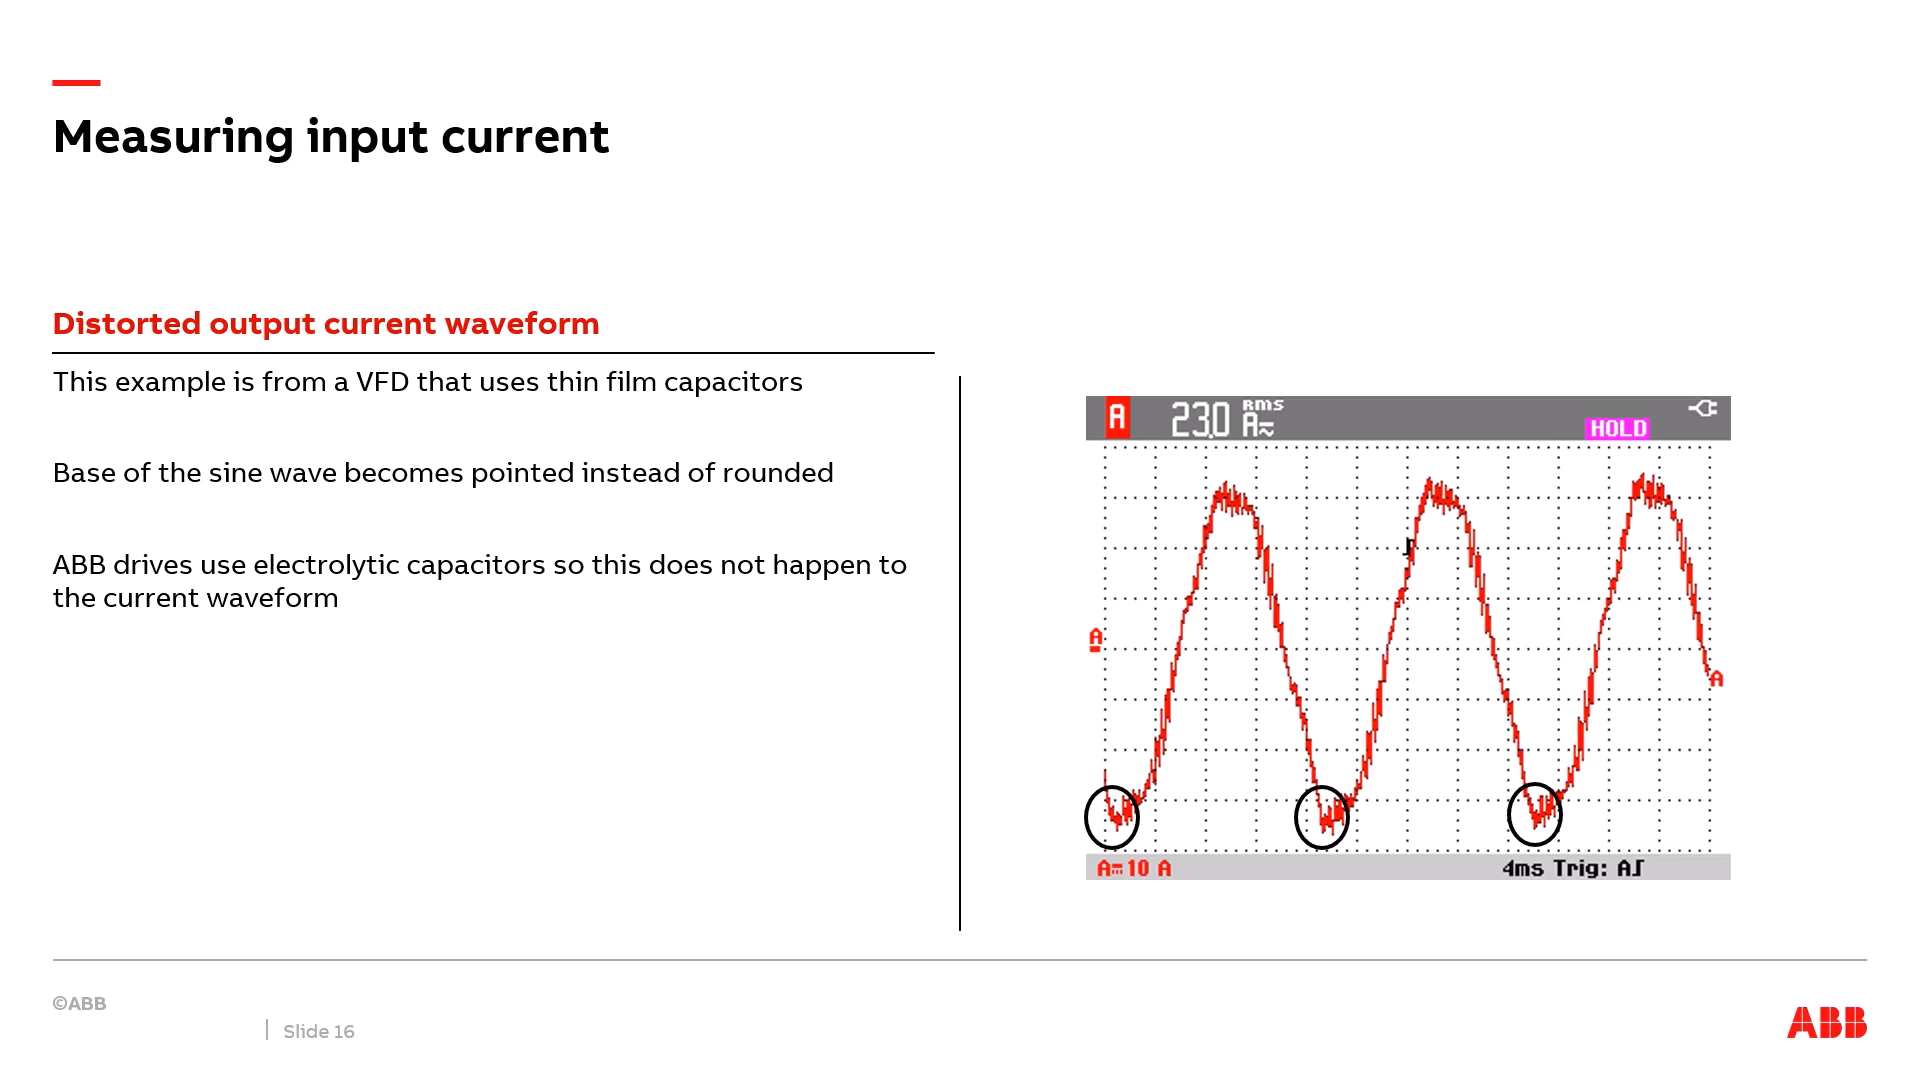 Measuring input current
Distorted output current waveform
This example is from a VFD that uses thin film capacitors
Base of the sine wave becomes pointed instead of rounded
ABB drives use electrolytic capacitors so this does not happen to
the current waveform
A 23.0 RMS A≂
HOLD
A
A
A≂10 A
4ms Trig: A⌠
©ABB
Slide 16
ABB